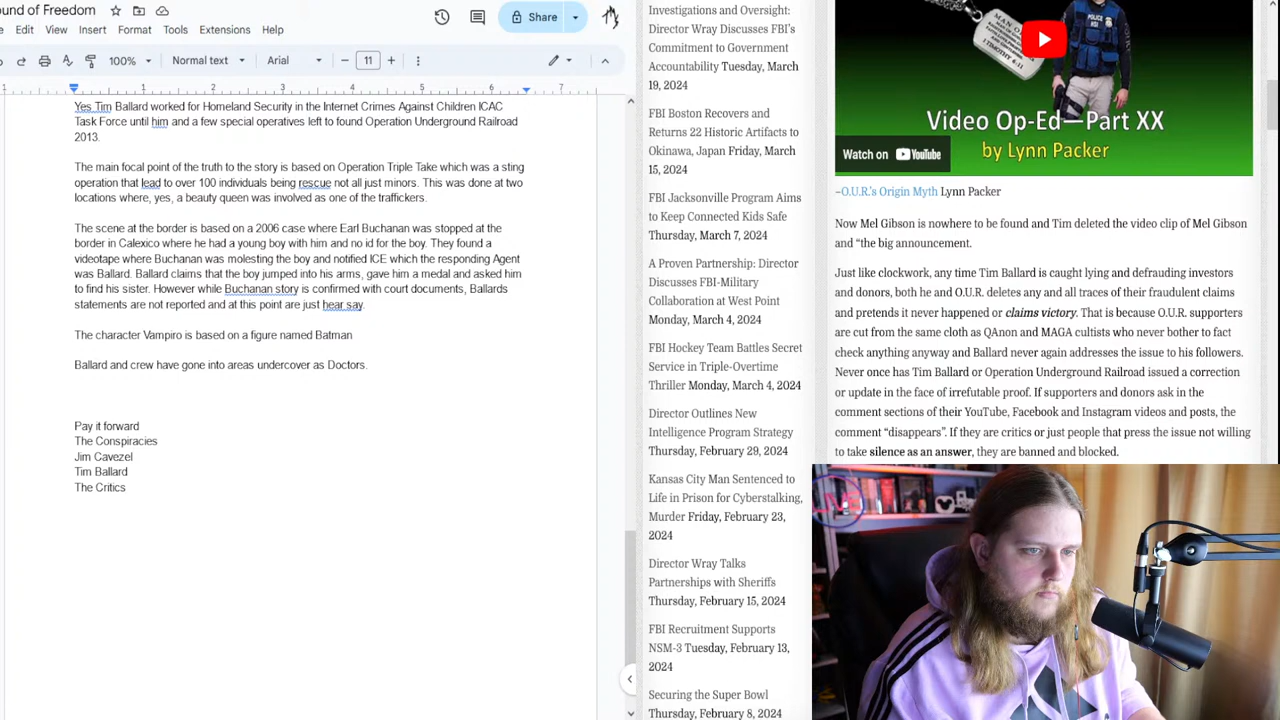 ound of Freedom
Share
Edit View Insert Format Tools Extensions Help
100% Normal text Arial 11
1 1 2 3 4 5 6 7
Yes Tim Ballard worked for Homeland Security in the Internet Crimes Against Children ICAC
Task Force until him and a few special operatives left to found Operation Underground Railroad
2013.
The main focal point of the truth to the story is based on Operation Triple Take which was a sting
operation that lead to over 100 individuals being rescue not all just minors. This was done at two
locations where, yes, a beauty queen was involved as one of the traffickers.
The scene at the border is based on a 2006 case where Earl Buchanan was stopped at the
border in Calexico where he had a young boy with him and no id for the boy. They found a
videotape where Buchanan was molesting the boy and notified ICE which the responding Agent
was Ballard. Ballard claims that the boy jumped into his arms, gave him a medal and asked him
to find his sister. However while Buchanan story is confirmed with court documents, Ballards
statements are not reported and at this point are just hear say.
The character Vampiro is based on a figure named Batman
Ballard and crew have gone into areas undercover as Doctors.
Pay it forward
The Conspiracies
Jim Cavezel
Tim Ballard
The Critics
Investigations and Oversight:
Director Wray Discusses FBI's
Commitment to Government
Accountability Tuesday, March
19, 2024
FBI Boston Recovers and
Returns 22 Historic Artifacts to
Okinawa, Japan Friday, March
15, 2024
FBI Jacksonville Program Aims
to Keep Connected Kids Safe
Thursday, March 7, 2024
A Proven Partnership: Director
Discusses FBI-Military
Collaboration at West Point
Monday, March 4, 2024
FBI Hockey Team Battles Secret
Service in Triple-Overtime
Thriller Monday, March 4, 2024
Director Outlines New
Intelligence Program Strategy
Thursday, February 29, 2024
Kansas City Man Sentenced to
Life in Prison for Cyberstalking,
Murder Friday, February 23,
2024
Director Wray Talks
Partnerships with Sheriffs
Thursday, February 15, 2024
FBI Recruitment Supports
NSM-3 Tuesday, February 13,
2024
Securing the Super Bowl
Thursday, February 8, 2024
MAN O
1 TIMOTHY 6:11
POLICE
HSI
Video Op-Ed—Part XX
by Lynn Packer
Watch on YouTube
–O.U.R.'s Origin Myth Lynn Packer
Now Mel Gibson is nowhere to be found and Tim deleted the video clip of Mel Gibson
and “the big announcement.
Just like clockwork, any time Tim Ballard is caught lying and defrauding investors
and donors, both he and O.U.R. deletes any and all traces of their fraudulent claims
and pretends it never happened or claims victory. That is because O.U.R. supporters
are cut from the same cloth as QAnon and MAGA cultists who never bother to fact
check anything anyway and Ballard never again addresses the issue to his followers.
Never once has Tim Ballard or Operation Underground Railroad issued a correction
or update in the face of irrefutable proof. If supporters and donors ask in the
comment sections of their YouTube, Facebook and Instagram videos and posts, the
comment “disappears”. If they are critics or just people that press the issue not willing
to take silence as an answer, they are banned and blocked.
LIVE